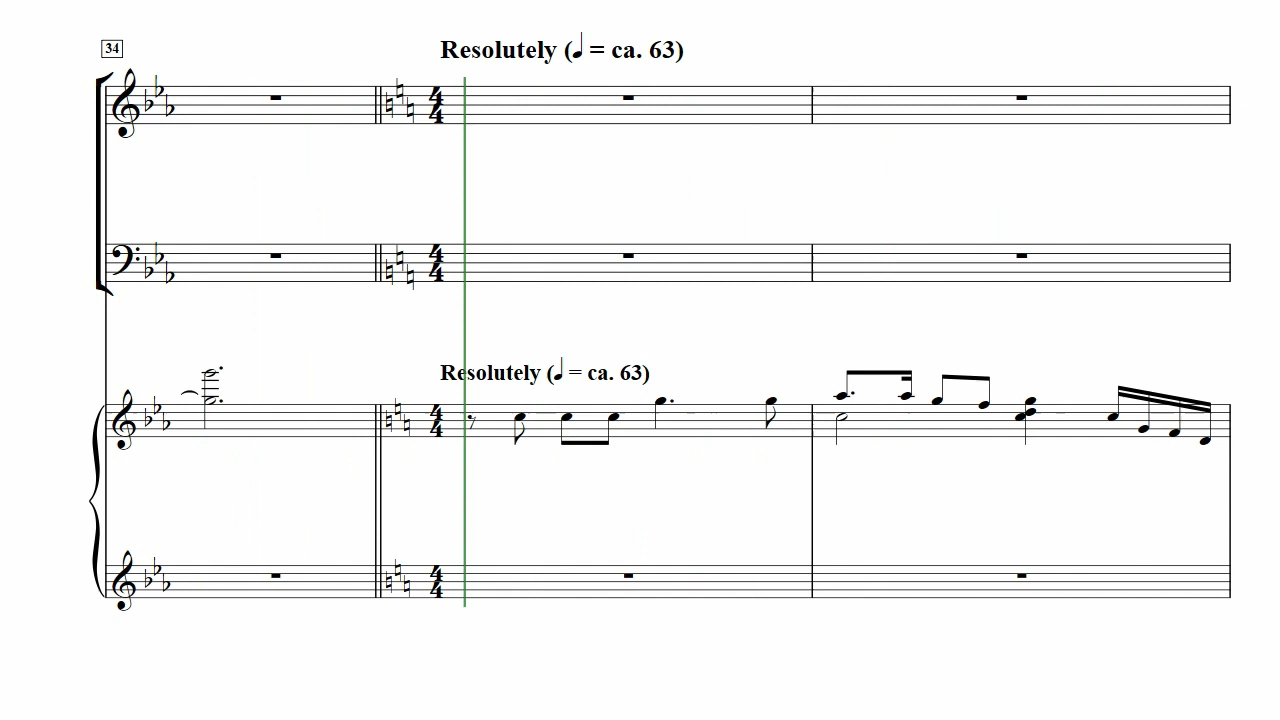 34
Resolutely (♩ = ca. 63)
Resolutely (♩ = ca. 63)